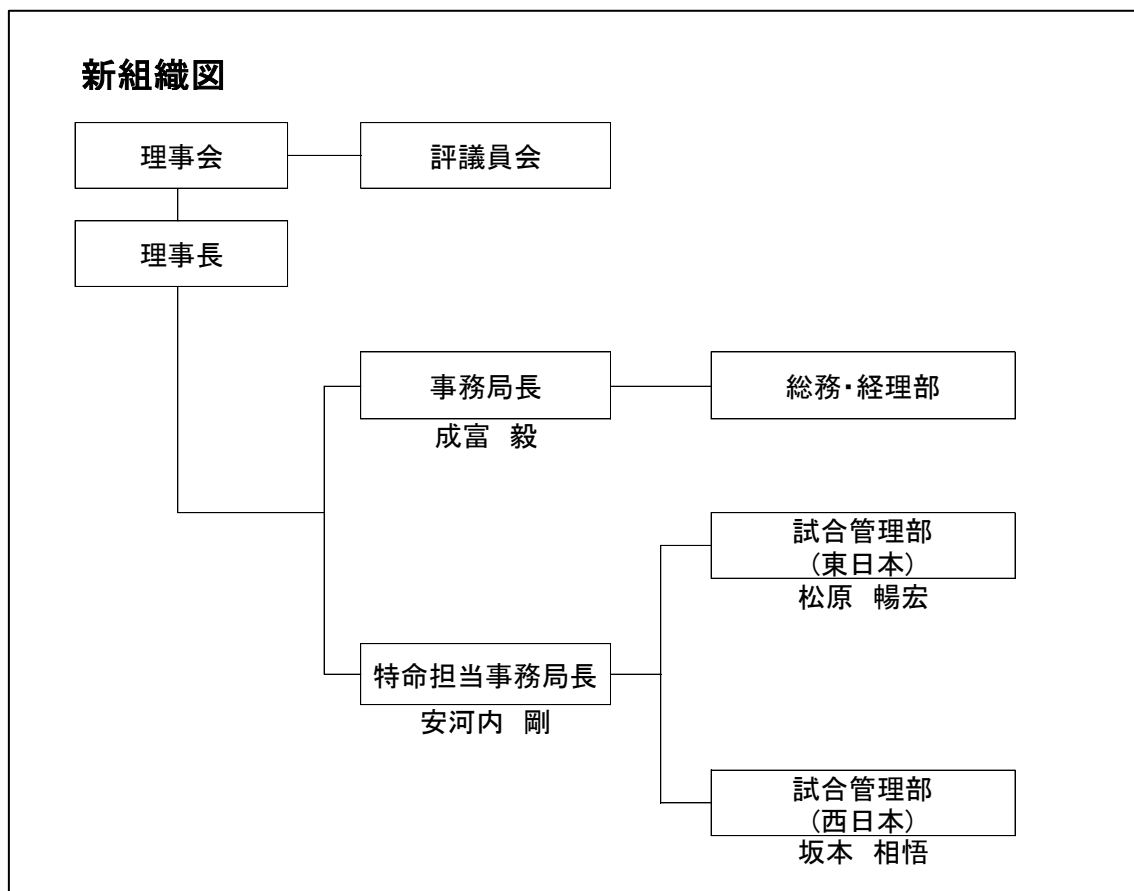 新組織図
理事会
評議員会
理事長
事務局長
成富　毅
総務・経理部
試合管理部
（東日本）
松原　暢宏
特命担当事務局長
安河内　剛
試合管理部
（西日本）
坂本　相悟